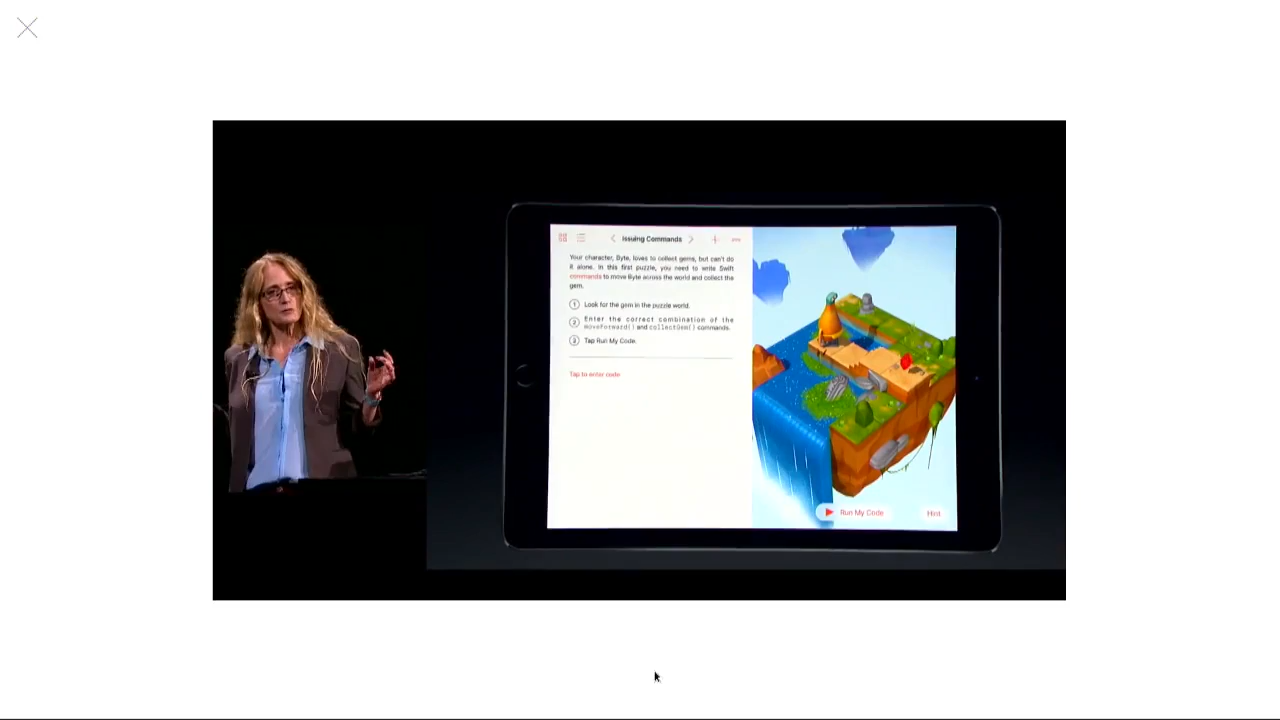 Issuing Commands
Your character, Byte, loves to collect gems, but can't do
it alone. In this first puzzle, you need to write Swift
commands to move Byte across the world and collect the
gem.
1 Look for the gem in the puzzle world.
2 Enter the correct combination of the
moveForward() and collectGem() commands.
3 Tap Run My Code.
Tap to enter code
Run My Code
Hint